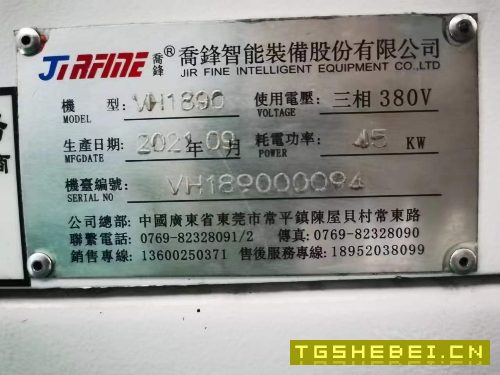 JIRFINE 喬鋒 ® 喬鋒智能裝備股份有限公司
JIR FINE INTELLIGENT EQUIPMENT CO.,LTD
機 型: VH1890 使用電壓: 三相 380V
MODEL VOLTAGE
生產日期: 2021年09月 耗電功率: 45 KW
MFGDATE POWER
機臺編號: VH189000094
SERIAL NO
公司總部: 中國廣東省東莞市常平鎮陳屋貝村常東路
聯繫電話: 0769-82328091/2 傳真: 0769-82328090
銷售專線: 13600250371 售後服務專線: 18952038099
商
TGSHEBEI.CN